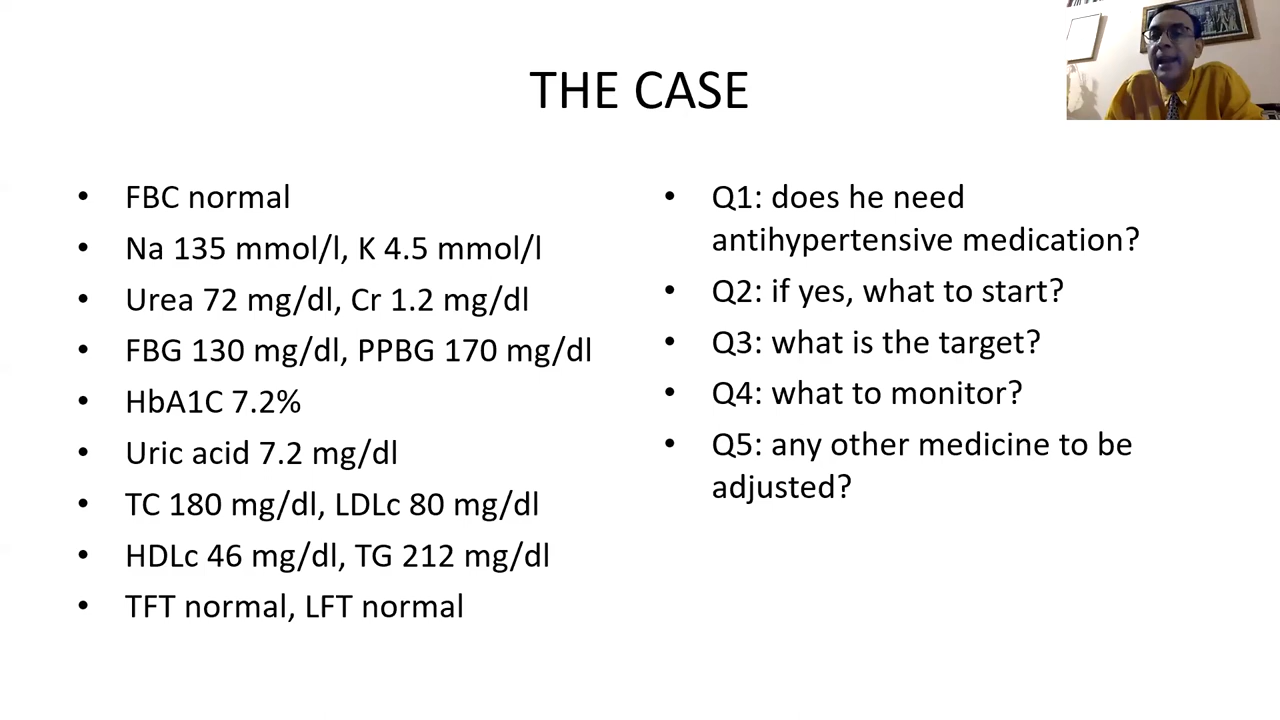 THE CASE
• FBC normal
• Na 135 mmol/l, K 4.5 mmol/l
• Urea 72 mg/dl, Cr 1.2 mg/dl
• FBG 130 mg/dl, PPBG 170 mg/dl
• HbA1C 7.2%
• Uric acid 7.2 mg/dl
• TC 180 mg/dl, LDLc 80 mg/dl
• HDLc 46 mg/dl, TG 212 mg/dl
• TFT normal, LFT normal
• Q1: does he need
antihypertensive medication?
• Q2: if yes, what to start?
• Q3: what is the target?
• Q4: what to monitor?
• Q5: any other medicine to be
adjusted?